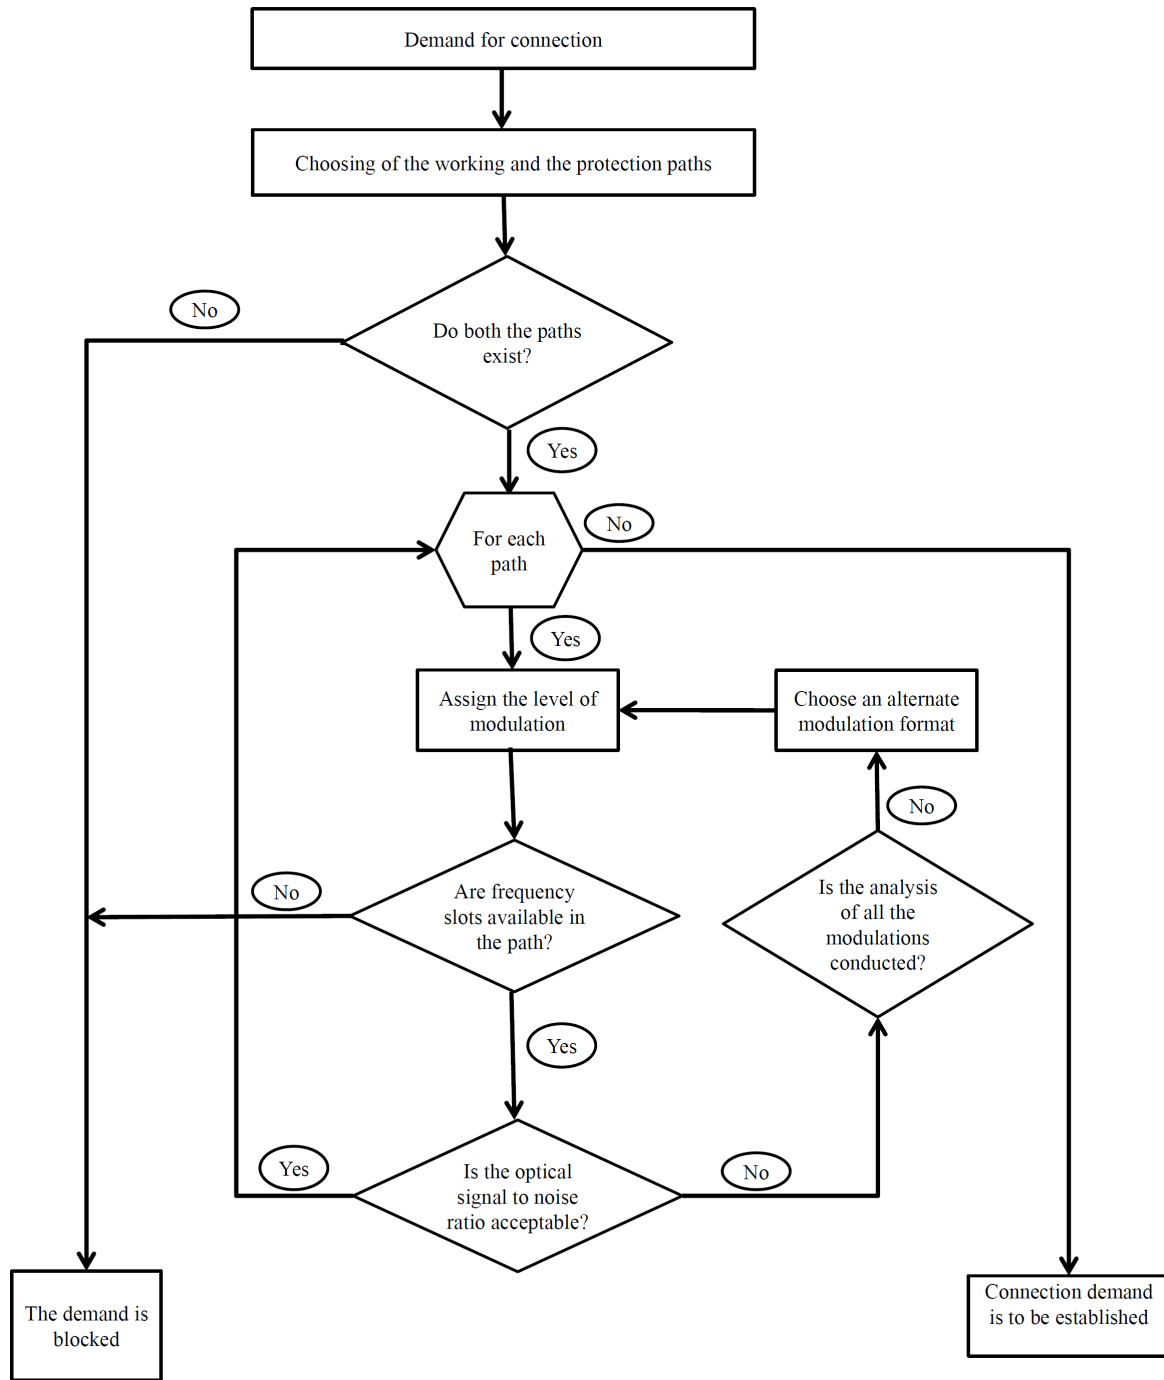 Demand for connection
Choosing of the working and the protection paths
No
Do both the paths
exist?
Yes
For each
path
No
Yes
Assign the level of
modulation
Choose an alternate
modulation format
No
No
Are frequency
slots available in
the path?
Is the analysis
of all the
modulations
conducted?
Yes
Yes
Is the optical
signal to noise
ratio acceptable?
No
The demand is
blocked
Connection demand
is to be established